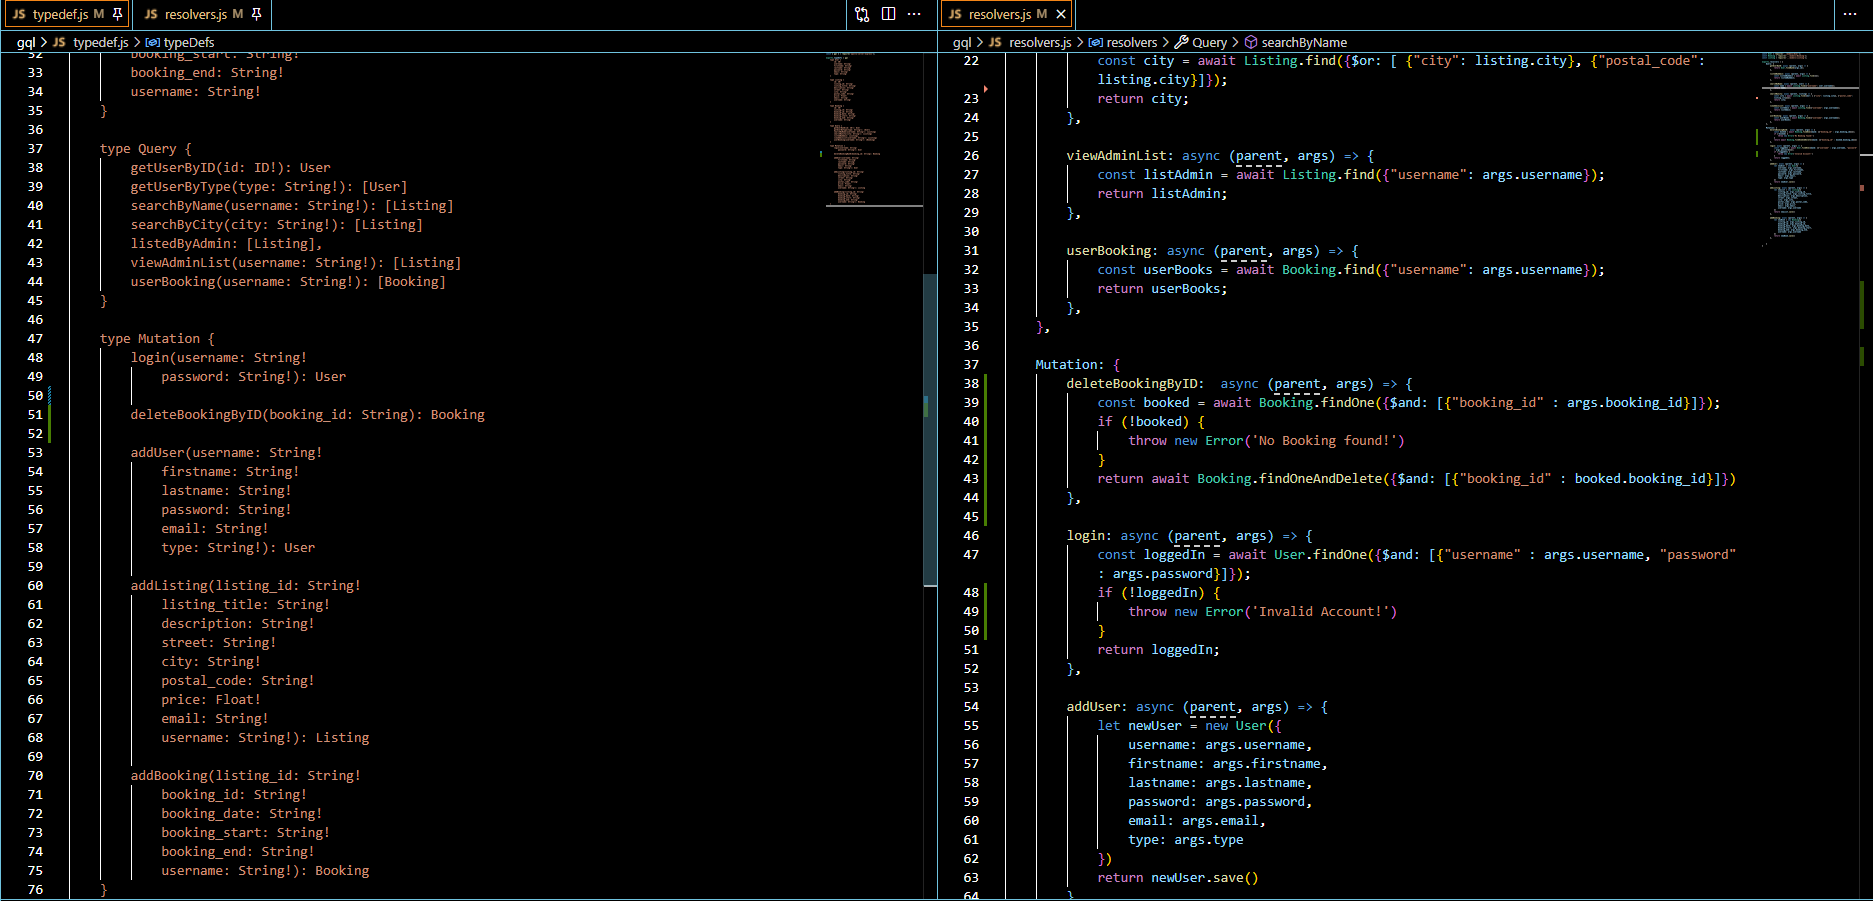 JS typedef.js M
JS resolvers.js M
gql > JS typedef.js > typeDefs
32 booking_start: String!
33 booking_end: String!
34 username: String!
35 }
36
37 type Query {
38 getUserByID(id: ID!): User
39 getUserByType(type: String!): [User]
40 searchByName(username: String!): [Listing]
41 searchByCity(city: String!): [Listing]
42 listedByAdmin: [Listing],
43 viewAdminList(username: String!): [Listing]
44 userBooking(username: String!): [Booking]
45 }
46
47 type Mutation {
48 login(username: String!
49 password: String!): User
50
51 deleteBookingByID(booking_id: String): Booking
52
53 addUser(username: String!
54 firstname: String!
55 lastname: String!
56 password: String!
57 email: String!
58 type: String!): User
59
60 addListing(listing_id: String!
61 listing_title: String!
62 description: String!
63 street: String!
64 city: String!
65 postal_code: String!
66 price: Float!
67 email: String!
68 username: String!): Listing
69
70 addBooking(listing_id: String!
71 booking_id: String!
72 booking_date: String!
73 booking_start: String!
74 booking_end: String!
75 username: String!): Booking
76 }
JS resolvers.js M ×
gql > JS resolvers.js > resolvers > Query > searchByName
22 const city = await Listing.find({$or: [ {"city": listing.city}, {"postal_code":
listing.city}]});
23 return city;
24 },
25
26 viewAdminList: async (parent, args) => {
27 const listAdmin = await Listing.find({"username": args.username});
28 return listAdmin;
29 },
30
31 userBooking: async (parent, args) => {
32 const userBooks = await Booking.find({"username": args.username});
33 return userBooks;
34 },
35 },
36
37 Mutation: {
38 deleteBookingByID:  async (parent, args) => {
39 const booked = await Booking.findOne({$and: [{"booking_id" : args.booking_id}]});
40 if (!booked) {
41 throw new Error('No Booking found!')
42 }
43 return await Booking.findOneAndDelete({$and: [{"booking_id" : booked.booking_id}]})
44 },
45
46 login: async (parent, args) => {
47 const loggedIn = await User.findOne({$and: [{"username" : args.username, "password"
: args.password}]});
48 if (!loggedIn) {
49 throw new Error('Invalid Account!')
50 }
51 return loggedIn;
52 },
53
54 addUser: async (parent, args) => {
55 let newUser = new User({
56 username: args.username,
57 firstname: args.firstname,
58 lastname: args.lastname,
59 password: args.password,
60 email: args.email,
61 type: args.type
62 })
63 return newUser.save()
64 }